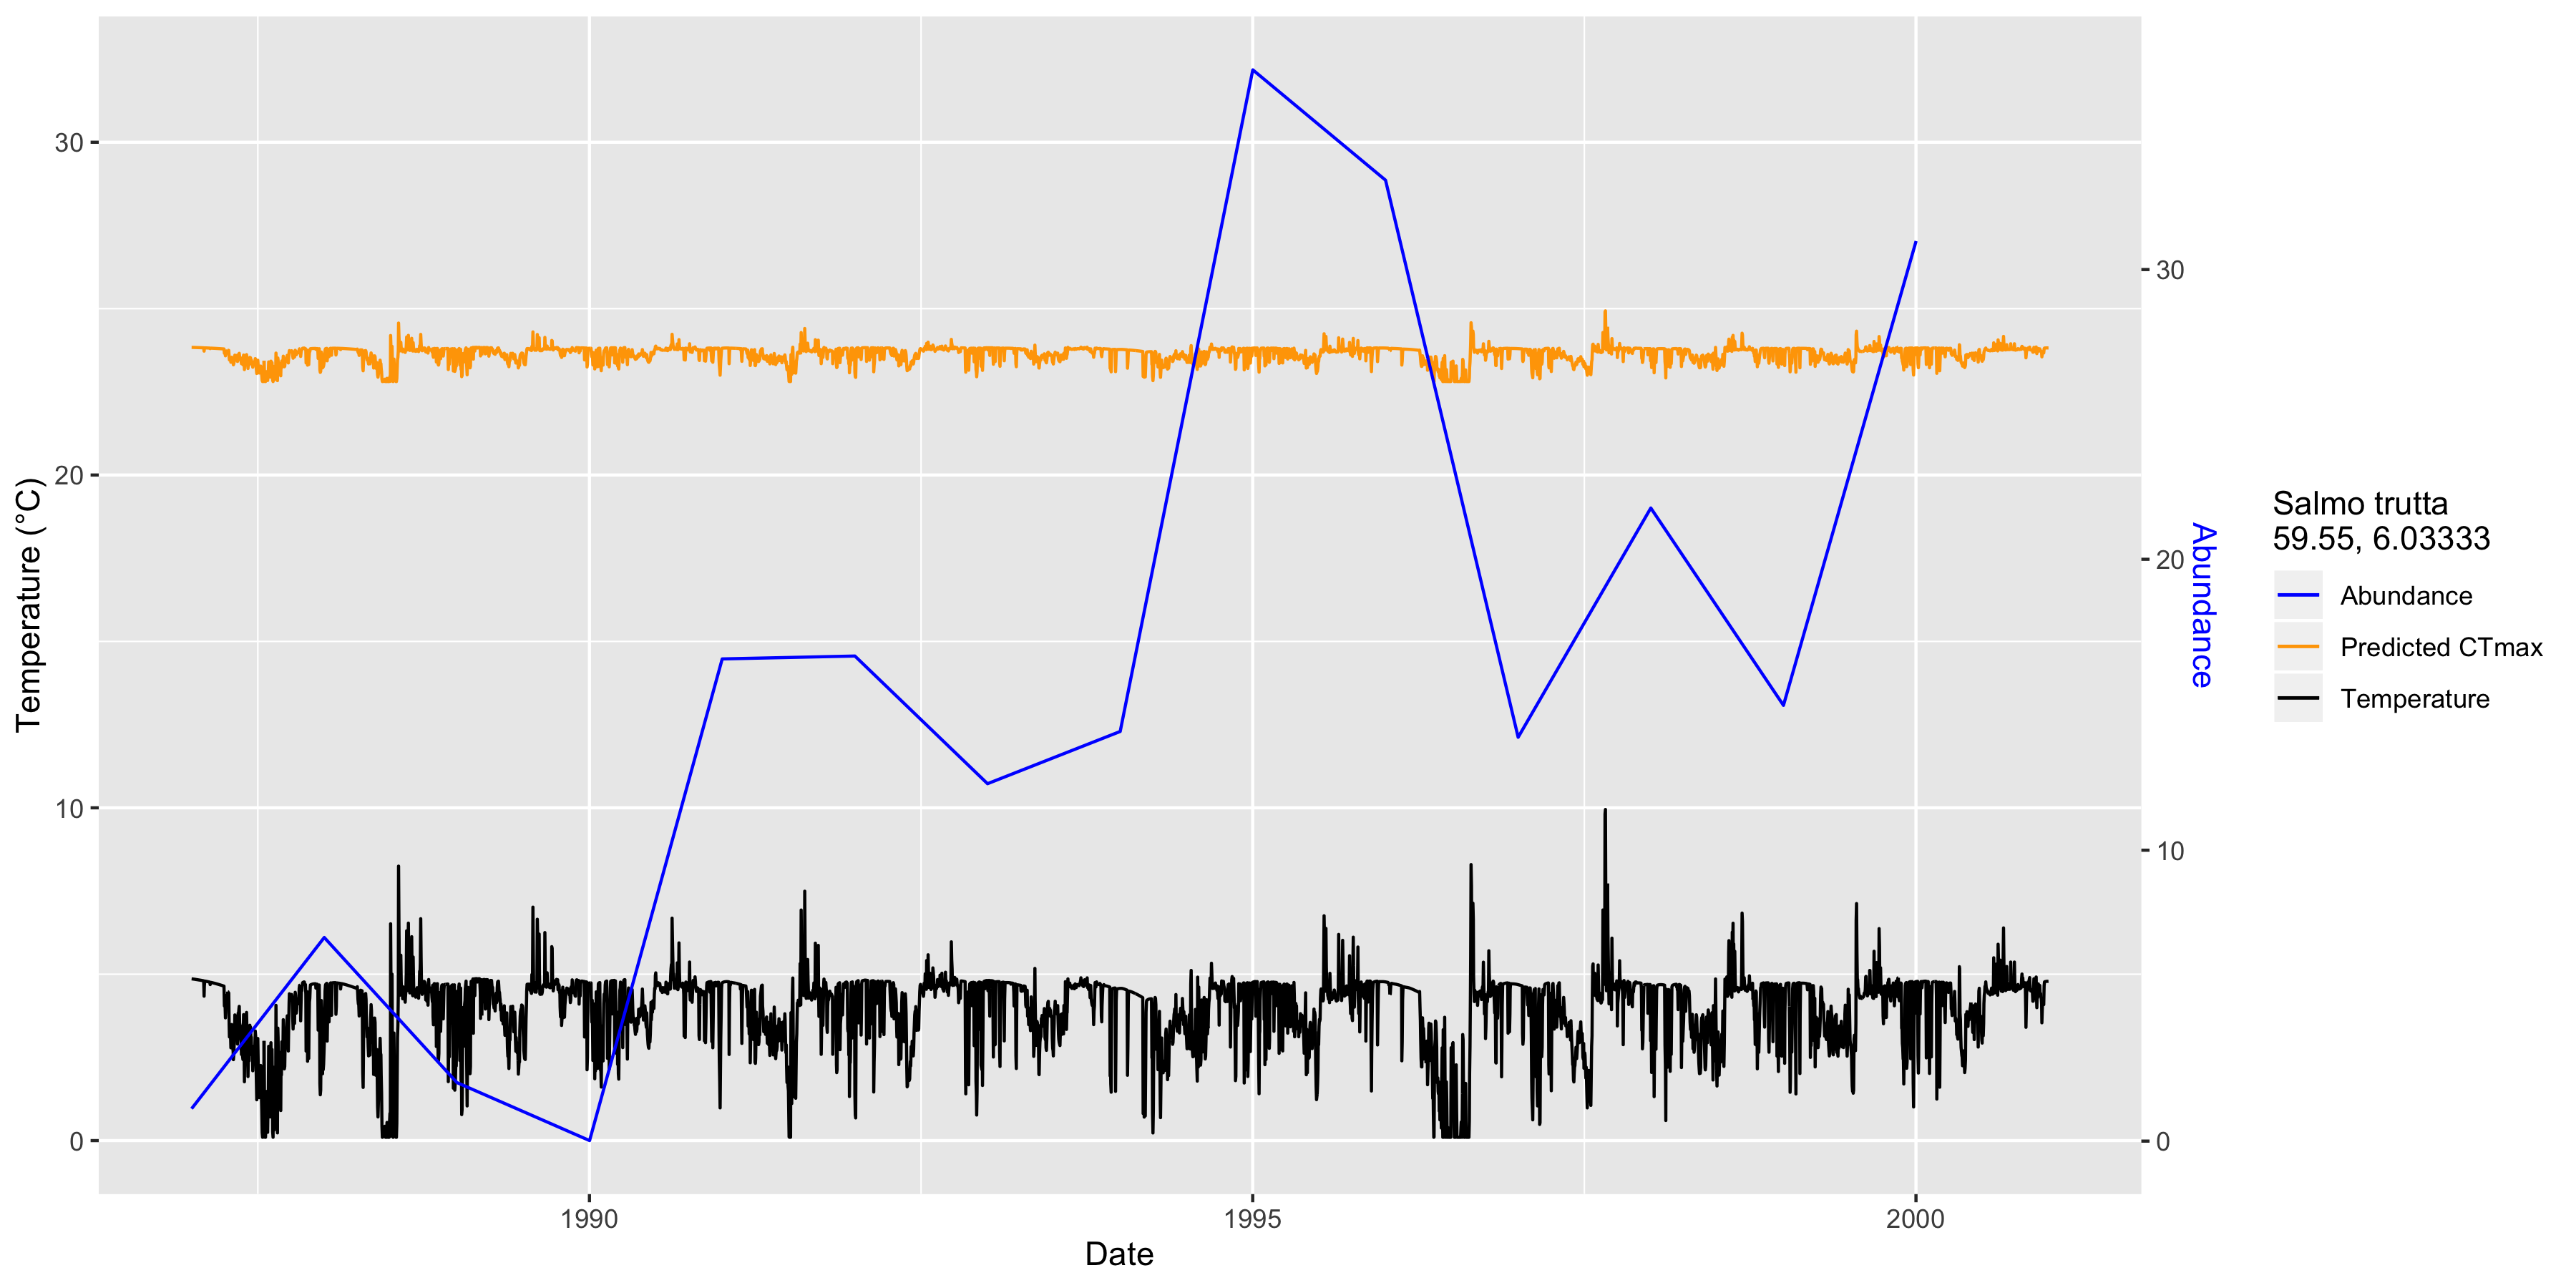 30
20
10
0
Temperature (°C)
1990
1995
2000
Date
30
20
10
0
Abundance
Salmo trutta
59.55, 6.03333
Abundance
Predicted CTmax
Temperature